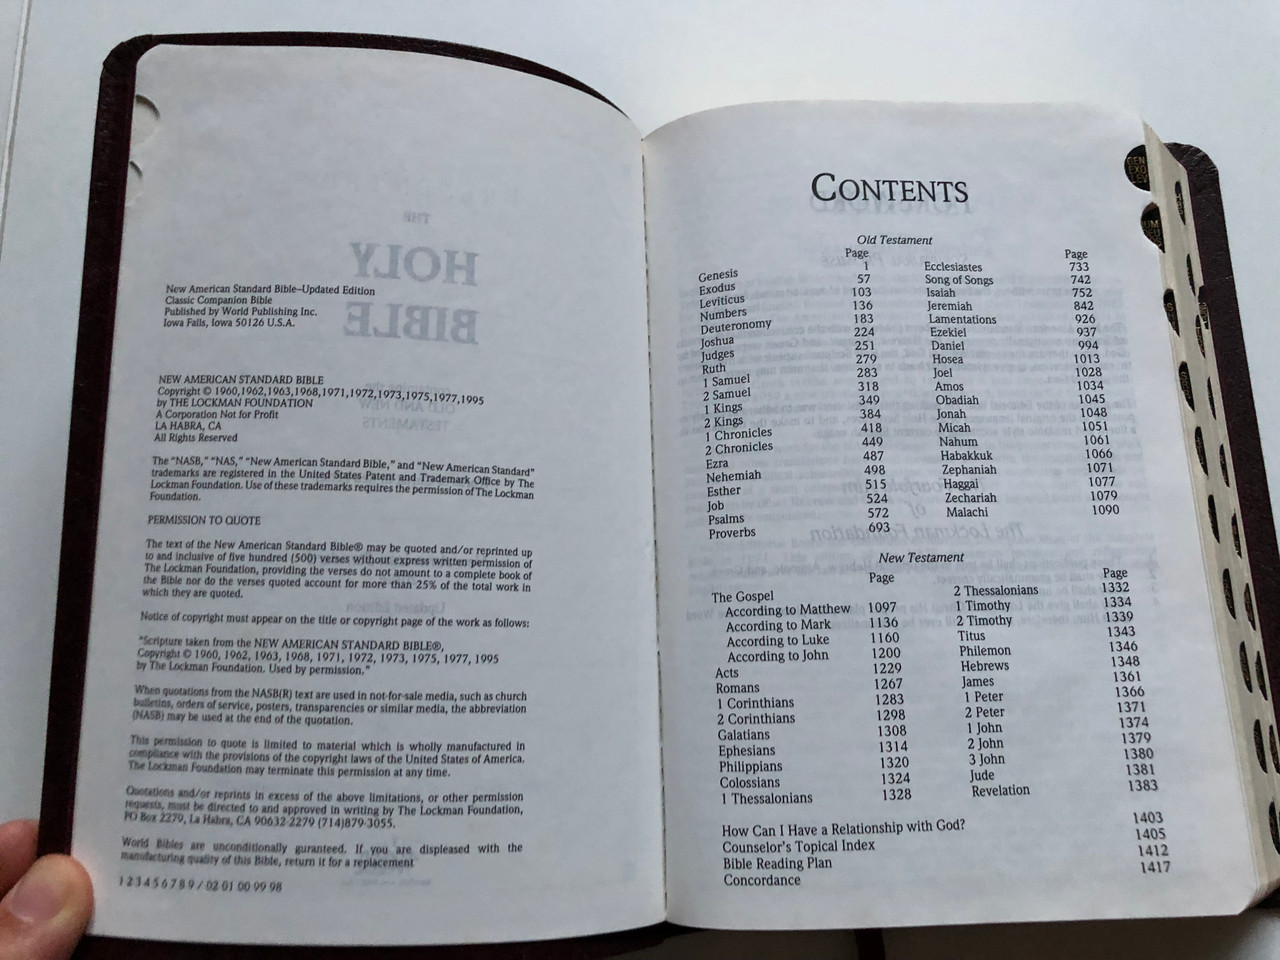 THE
HOLY
BIBLE
New American Standard Bible–Updated Edition
Classic Companion Bible
Published by World Publishing Inc.
Iowa Falls, Iowa 50126 U.S.A.
NEW AMERICAN STANDARD BIBLE
Copyright © 1960,1962,1963,1968,1971,1972,1973,1975,1977,1995
by THE LOCKMAN FOUNDATION
A Corporation Not for Profit
LA HABRA, CA
All Rights Reserved
The “NASB,” “NAS,” “New American Standard Bible,” and “New American Standard”
trademarks are registered in the United States Patent and Trademark Office by The
Lockman Foundation. Use of these trademarks requires the permission of The Lockman
Foundation.
PERMISSION TO QUOTE
The text of the New American Standard Bible® may be quoted and/or reprinted up
to and inclusive of five hundred (500) verses without express written permission of
The Lockman Foundation, providing the verses do not amount to a complete book of
the Bible nor do the verses quoted account for more than 25% of the total work in
which they are quoted.
Notice of copyright must appear on the title or copyright page of the work as follows:
“Scripture taken from the NEW AMERICAN STANDARD BIBLE®,
Copyright © 1960, 1962, 1963, 1968, 1971, 1972, 1973, 1975, 1977, 1995
by The Lockman Foundation. Used by permission.”
When quotations from the NASB(R) text are used in not-for-sale media, such as church
bulletins, orders of service, posters, transparencies or similar media, the abbreviation
(NASB) may be used at the end of the quotation.
This permission to quote is limited to material which is wholly manufactured in
compliance with the provisions of the copyright laws of the United States of America.
The Lockman Foundation may terminate this permission at any time.
Quotations and/or reprints in excess of the above limitations, or other permission
requests, must be directed to and approved in writing by The Lockman Foundation,
PO Box 2279, La Habra, CA 90632-2279 (714)879-3055.
World Bibles are unconditionally guranteed. If you are displeased with the
manufacturing quality of this Bible, return it for a replacement
1 2 3 4 5 6 7 8 9 / 02 01 00 99 98
CONTENTS
Old Testament
Page
Genesis 1
Exodus 57
Leviticus 103
Numbers 136
Deuteronomy 183
Joshua 224
Judges 251
Ruth 279
1 Samuel 283
2 Samuel 318
1 Kings 349
2 Kings 384
1 Chronicles 418
2 Chronicles 449
Ezra 487
Nehemiah 498
Esther 515
Job 524
Psalms 572
Proverbs 693
Page
Ecclesiastes 733
Song of Songs 742
Isaiah 752
Jeremiah 842
Lamentations 926
Ezekiel 937
Daniel 994
Hosea 1013
Joel 1028
Amos 1034
Obadiah 1045
Jonah 1048
Micah 1051
Nahum 1061
Habakkuk 1066
Zephaniah 1071
Haggai 1077
Zechariah 1079
Malachi 1090
New Testament
Page
The Gospel
According to Matthew 1097
According to Mark 1136
According to Luke 1160
According to John 1200
Acts 1229
Romans 1267
1 Corinthians 1283
2 Corinthians 1298
Galatians 1308
Ephesians 1314
Philippians 1320
Colossians 1324
1 Thessalonians 1328
Page
2 Thessalonians 1332
1 Timothy 1334
2 Timothy 1339
Titus 1343
Philemon 1346
Hebrews 1348
James 1361
1 Peter 1366
2 Peter 1371
1 John 1374
2 John 1379
3 John 1380
Jude 1381
Revelation 1383
How Can I Have a Relationship with God? 1403
Counselor’s Topical Index 1405
Bible Reading Plan 1412
Concordance 1417
GEN
EXO
LEV